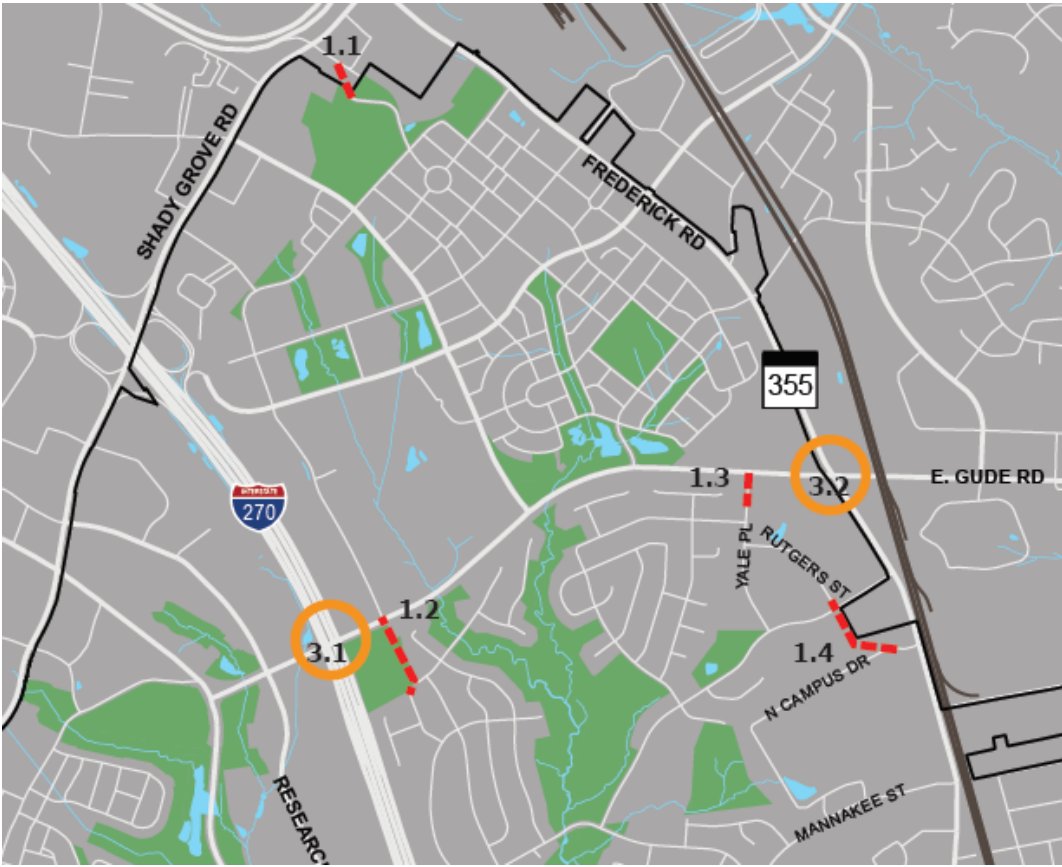 1.1
SHADY GROVE RD
FREDERICK RD
355
1.3
3.2
E. GUDE RD
INTERSTATE
270
YALE PL
RUTGERS ST
1.2
3.1
1.4
N CAMPUS DR
RESEARC
MANNAKEE ST